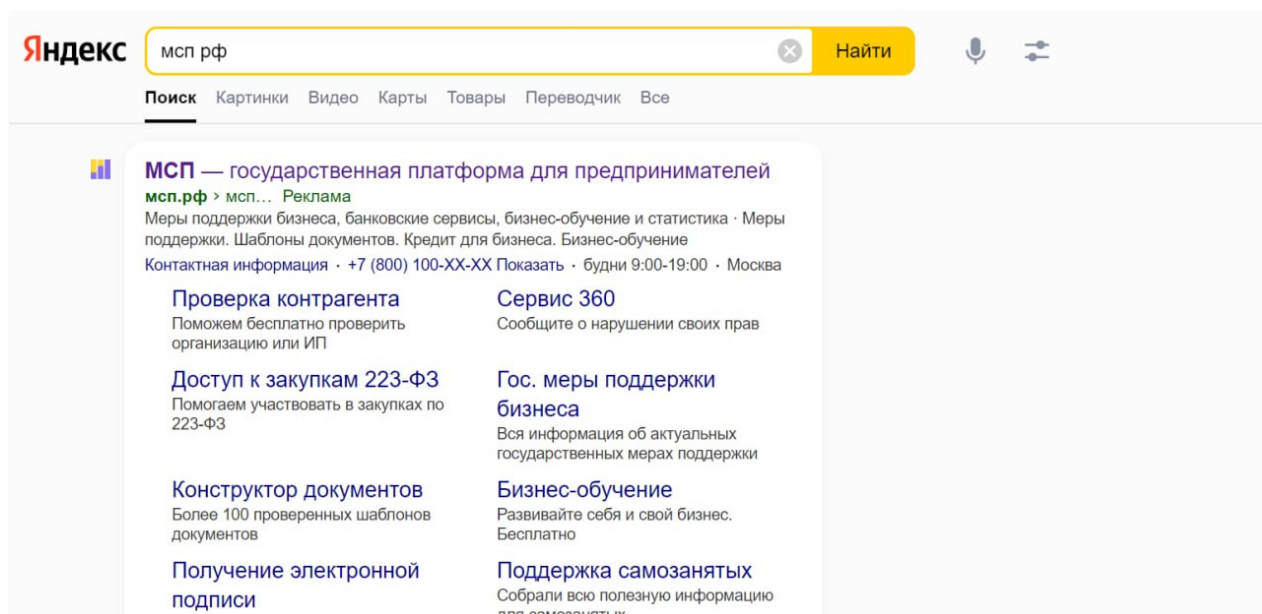 Яндекс
мсп рф
Найти
Поиск Картинки Видео Карты Товары Переводчик Все
МСП — государственная платформа для предпринимателей
мсп.рф › мсп... Реклама
Меры поддержки бизнеса, банковские сервисы, бизнес-обучение и статистика · Меры
поддержки. Шаблоны документов. Кредит для бизнеса. Бизнес-обучение
Контактная информация · +7 (800) 100-XX-XX Показать · будни 9:00-19:00 · Москва
Проверка контрагента
Поможем бесплатно проверить
организацию или ИП
Сервис 360
Сообщите о нарушении своих прав
Доступ к закупкам 223-ФЗ
Помогаем участвовать в закупках по
223-ФЗ
Гос. меры поддержки
бизнеса
Вся информация об актуальных
государственных мерах поддержки
Конструктор документов
Более 100 проверенных шаблонов
документов
Бизнес-обучение
Развивайте себя и свой бизнес.
Бесплатно
Получение электронной
подписи
Поддержка самозанятых
Собрали всю полезную информацию
для самозанятых